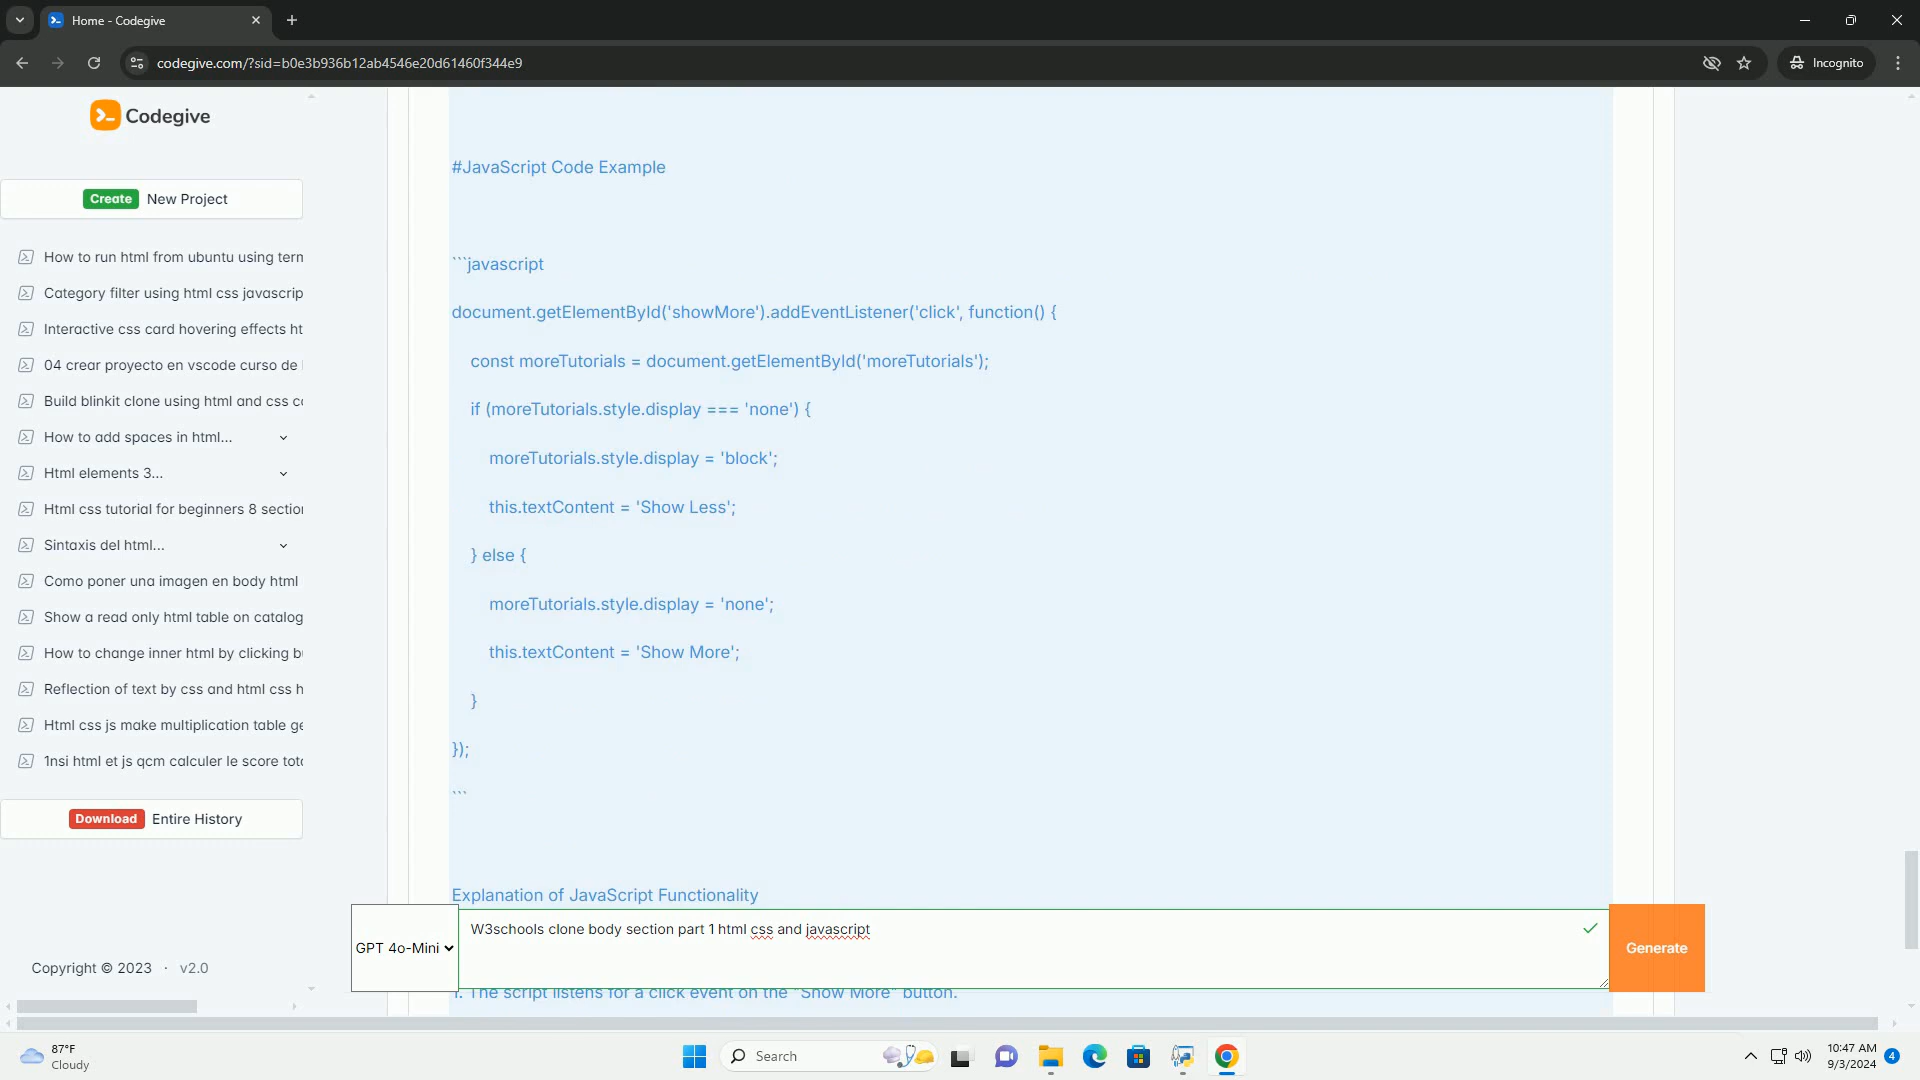 Home - Codegive
codegive.com/?sid=b0e3b936b12ab4546e20d61460f344e9
Incognito
Codegive
Create New Project
How to run html from ubuntu using tern
Category filter using html css javascrip
Interactive css card hovering effects ht
04 crear proyecto en vscode curso de
Build blinkit clone using html and css c
How to add spaces in html...
Html elements 3...
Html css tutorial for beginners 8 section
Sintaxis del html...
Como poner una imagen en body html
Show a read only html table on catalog
How to change inner html by clicking b
Reflection of text by css and html css h
Html css js make multiplication table ge
1nsi html et js qcm calculer le score tot
Download Entire History
Copyright © 2023 · v2.0
#JavaScript Code Example
```javascript
document.getElementById('showMore').addEventListener('click', function() {
const moreTutorials = document.getElementById('moreTutorials');
if (moreTutorials.style.display === 'none') {
moreTutorials.style.display = 'block';
this.textContent = 'Show Less';
} else {
moreTutorials.style.display = 'none';
this.textContent = 'Show More';
}
});
```
Explanation of JavaScript Functionality
GPT 4o-Mini
W3schools clone body section part 1 html css and javascript
Generate
1. The script listens for a click event on the "Show More" button.
87°F
Cloudy
Search
10:47 AM
9/3/2024
4